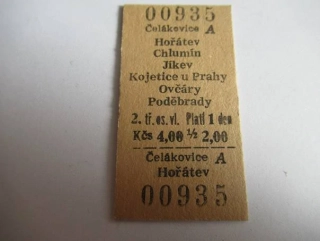 00935
Čelákovice A
Hořátev
Chlumín
Jíkev
Kojetice u Prahy
Ovčáry
Poděbrady
2. tř. os. vl. Platí 1 den
Kčs 4,00 ½ 2,00
Čelákovice A
Hořátev
00935